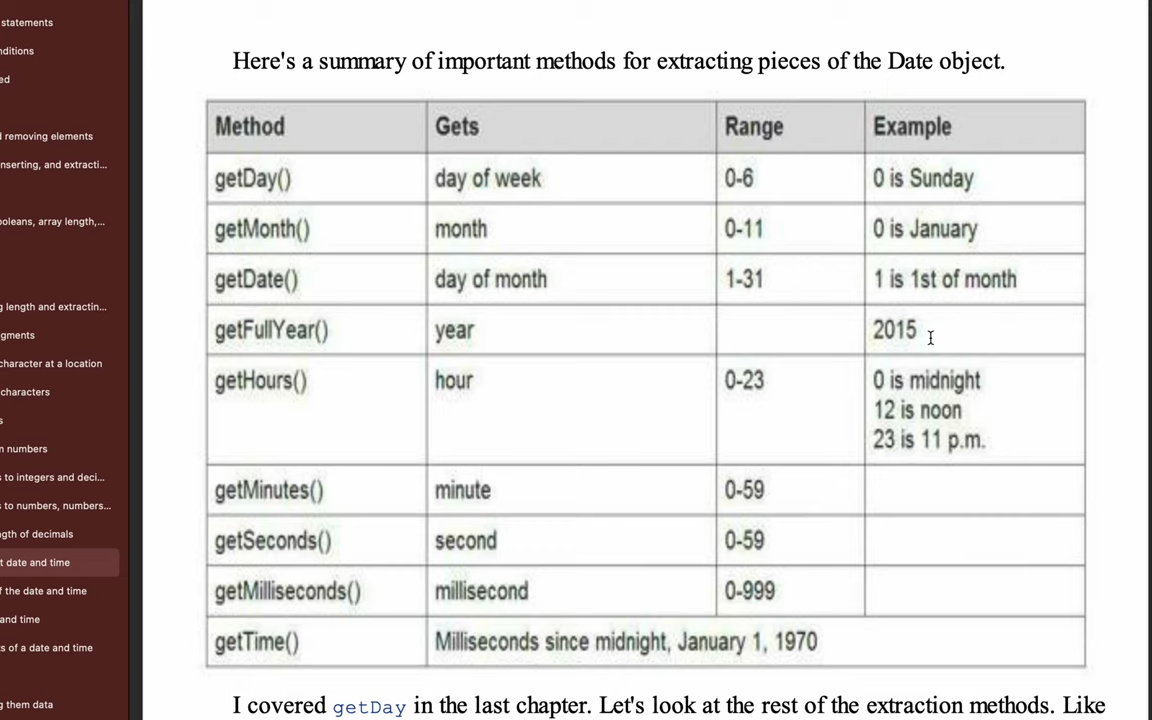 statements
nditions
ed
d removing elements
nserting, and extracti...
ooleans, array length,...
g length and extractin...
gments
character at a location
characters
s
m numbers
s to integers and deci...
s to numbers, numbers...
gth of decimals
t date and time
f the date and time
and time
s of a date and time
g them data
Here's a summary of important methods for extracting pieces of the Date object.
Method Gets Range Example
getDay() day of week 0-6 0 is Sunday
getMonth() month 0-11 0 is January
getDate() day of month 1-31 1 is 1st of month
getFullYear() year 2015
getHours() hour 0-23 0 is midnight
12 is noon
23 is 11 p.m.
getMinutes() minute 0-59
getSeconds() second 0-59
getMilliseconds() millisecond 0-999
getTime() Milliseconds since midnight, January 1, 1970
I covered getDay in the last chapter. Let's look at the rest of the extraction methods. Like